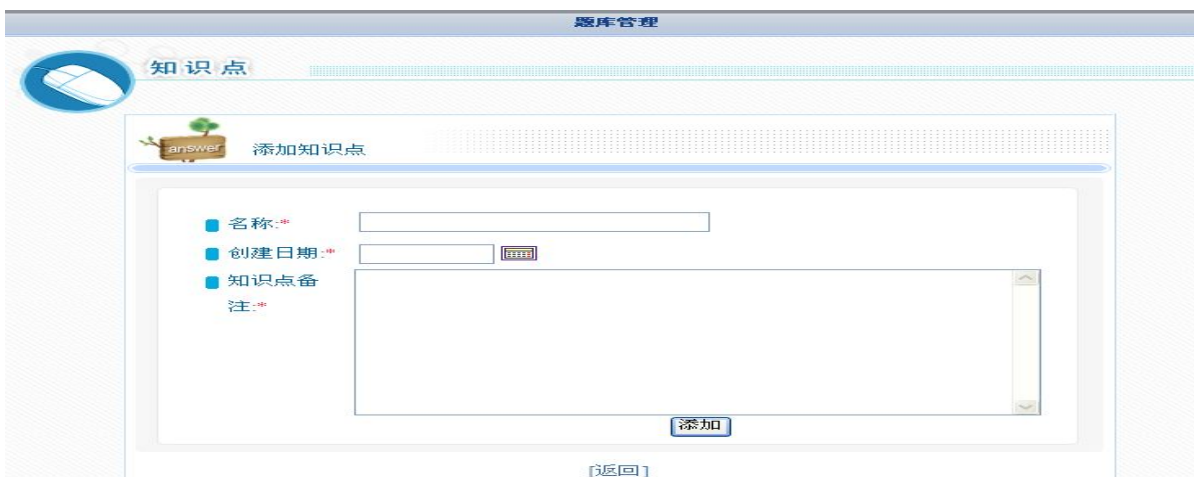 题库管理
知识点
answer
添加知识点
名称:*
创建日期:*
知识点备
注:*
添加
[返回]